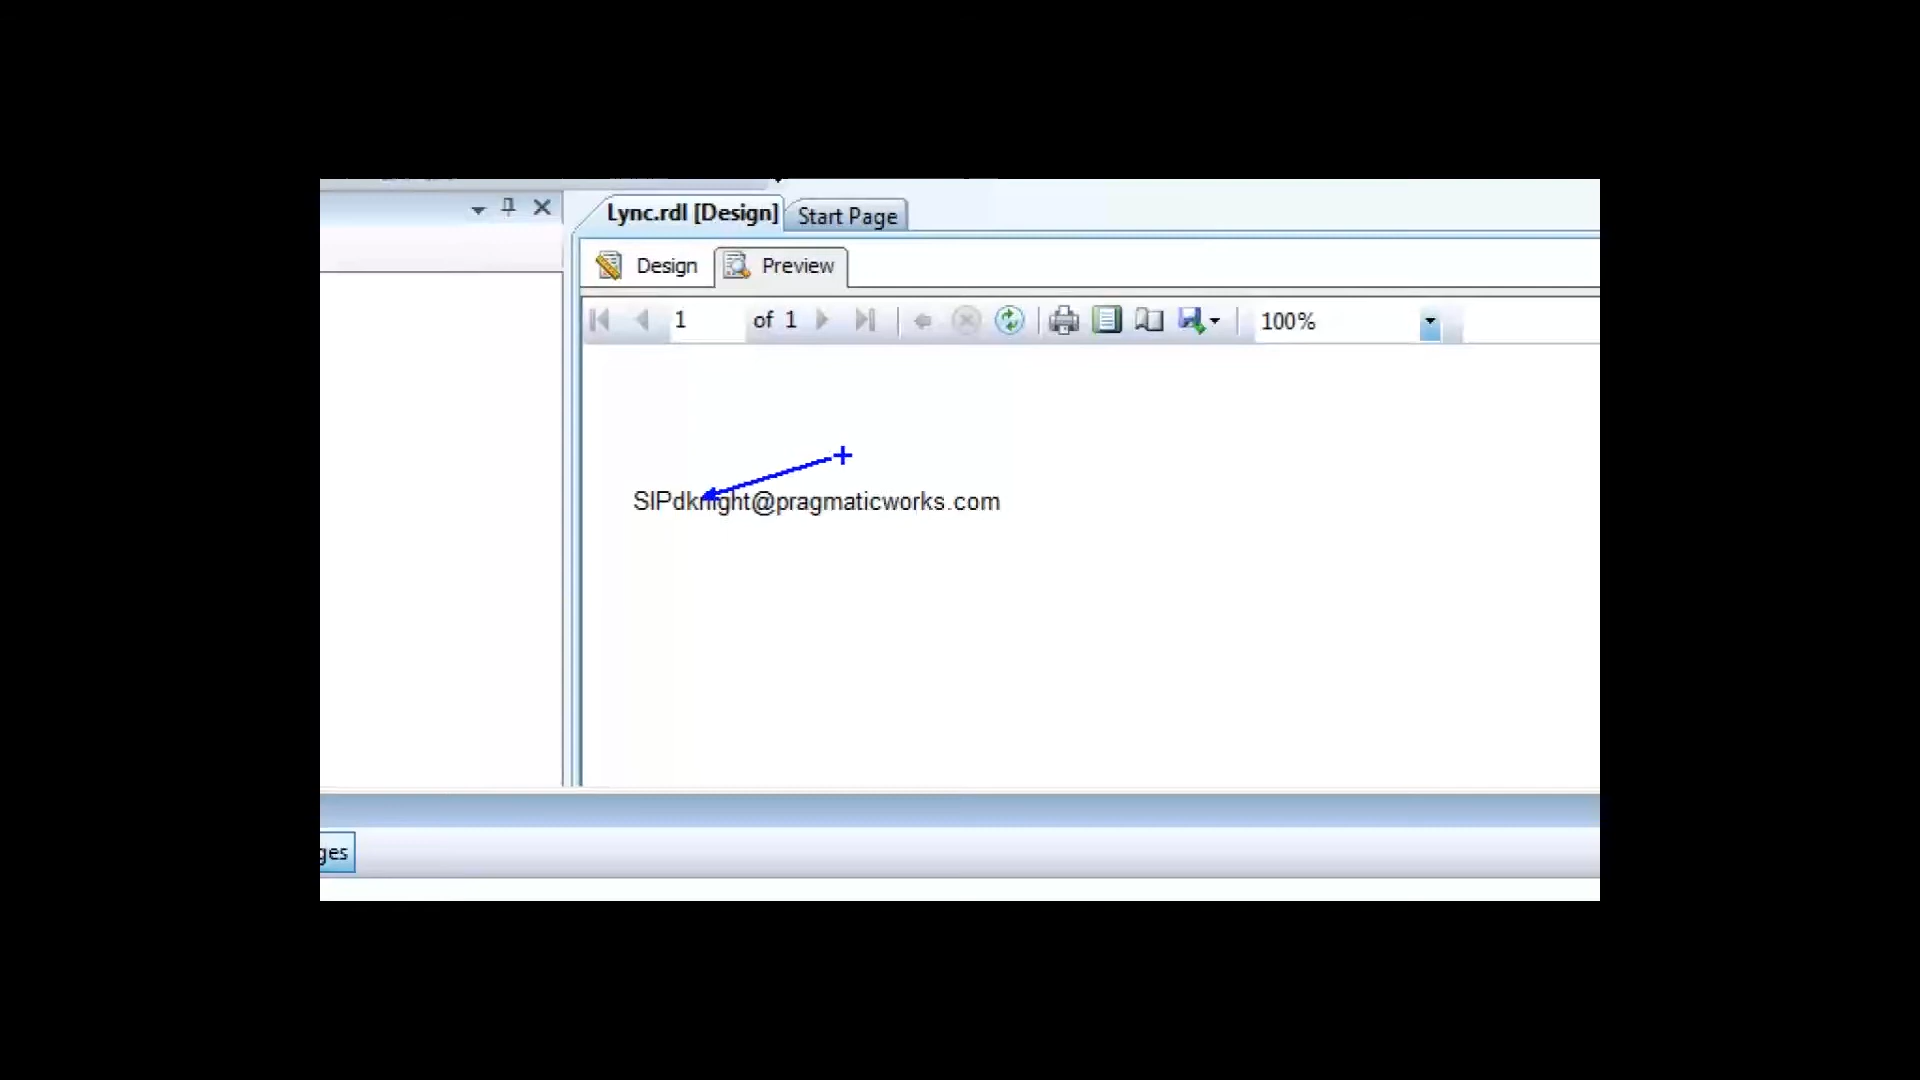 Lync.rdl [Design] Start Page
Design Preview
1 of 1 100%
SIPdknight@pragmaticworks.com
ges